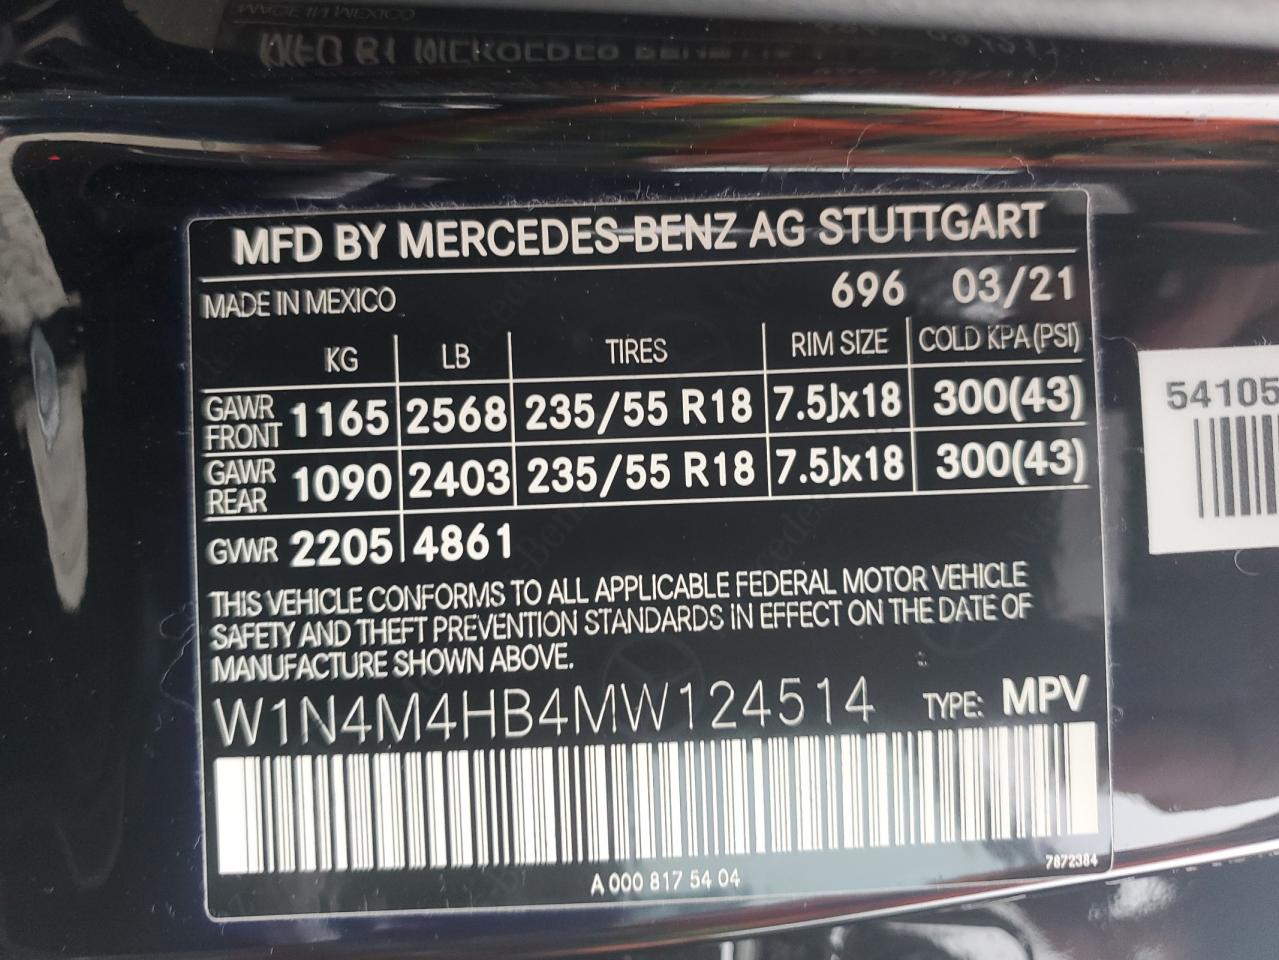 MFD BY MERCEDES-BENZ AG STUTTGART
MADE IN MEXICO 696 03/21
KG LB TIRES RIM SIZE COLD KPA(PSI)
GAWR FRONT 1165 2568 235/55 R18 7.5Jx18 300(43)
GAWR REAR 1090 2403 235/55 R18 7.5Jx18 300(43)
GVWR 2205 4861
THIS VEHICLE CONFORMS TO ALL APPLICABLE FEDERAL MOTOR VEHICLE
SAFETY AND THEFT PREVENTION STANDARDS IN EFFECT ON THE DATE OF
MANUFACTURE SHOWN ABOVE.
W1N4M4HB4MW124514 TYPE: MPV
7872384
A 000 817 54 04
54105